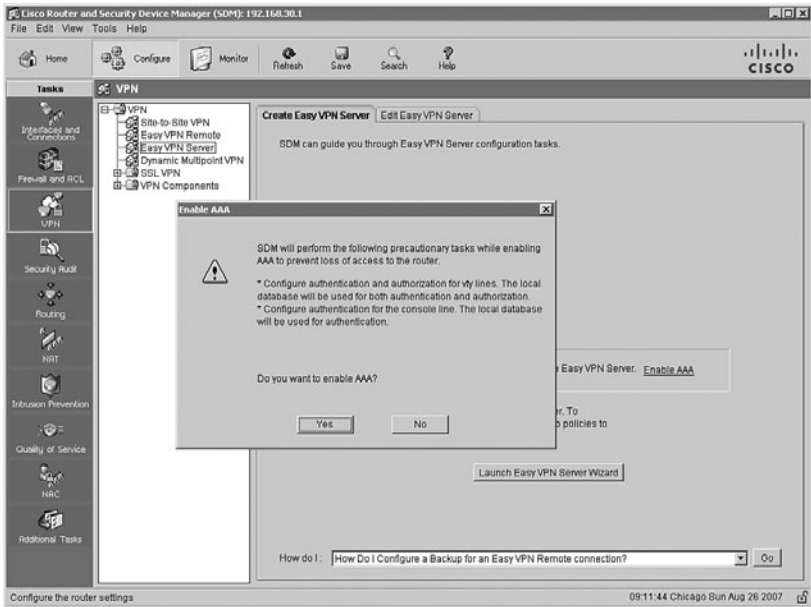 Cisco Router and Security Device Manager (SDM): 192.168.30.1
File Edit View Tools Help
Home Configure Monitor Refresh Save Search Help
CISCO
Tasks
VPN
Interfaces and
Connections
Firewall and ACL
VPN
Security Audit
Routing
NAT
Intrusion Prevention
Quality of Service
NAC
Additional Tasks
VPN
Site-to-Site VPN
Easy VPN Remote
Easy VPN Server
Dynamic Multipoint VPN
SSL VPN
VPN Components
Create Easy VPN Server Edit Easy VPN Server
SDM can guide you through Easy VPN Server configuration tasks.
Enable AAA
SDM will perform the following precautionary tasks while enabling
AAA to prevent loss of access to the router.
* Configure authentication and authorization for vty lines. The local
database will be used for both authentication and authorization.
* Configure authentication for the console line. The local database
will be used for authentication.
Do you want to enable AAA?
Yes No
Easy VPN Server. Enable AAA
r. To
policies to
Launch Easy VPN Server Wizard
How do I: How Do I Configure a Backup for an Easy VPN Remote connection? Go
Configure the router settings
09:11:44 Chicago Sun Aug 26 2007